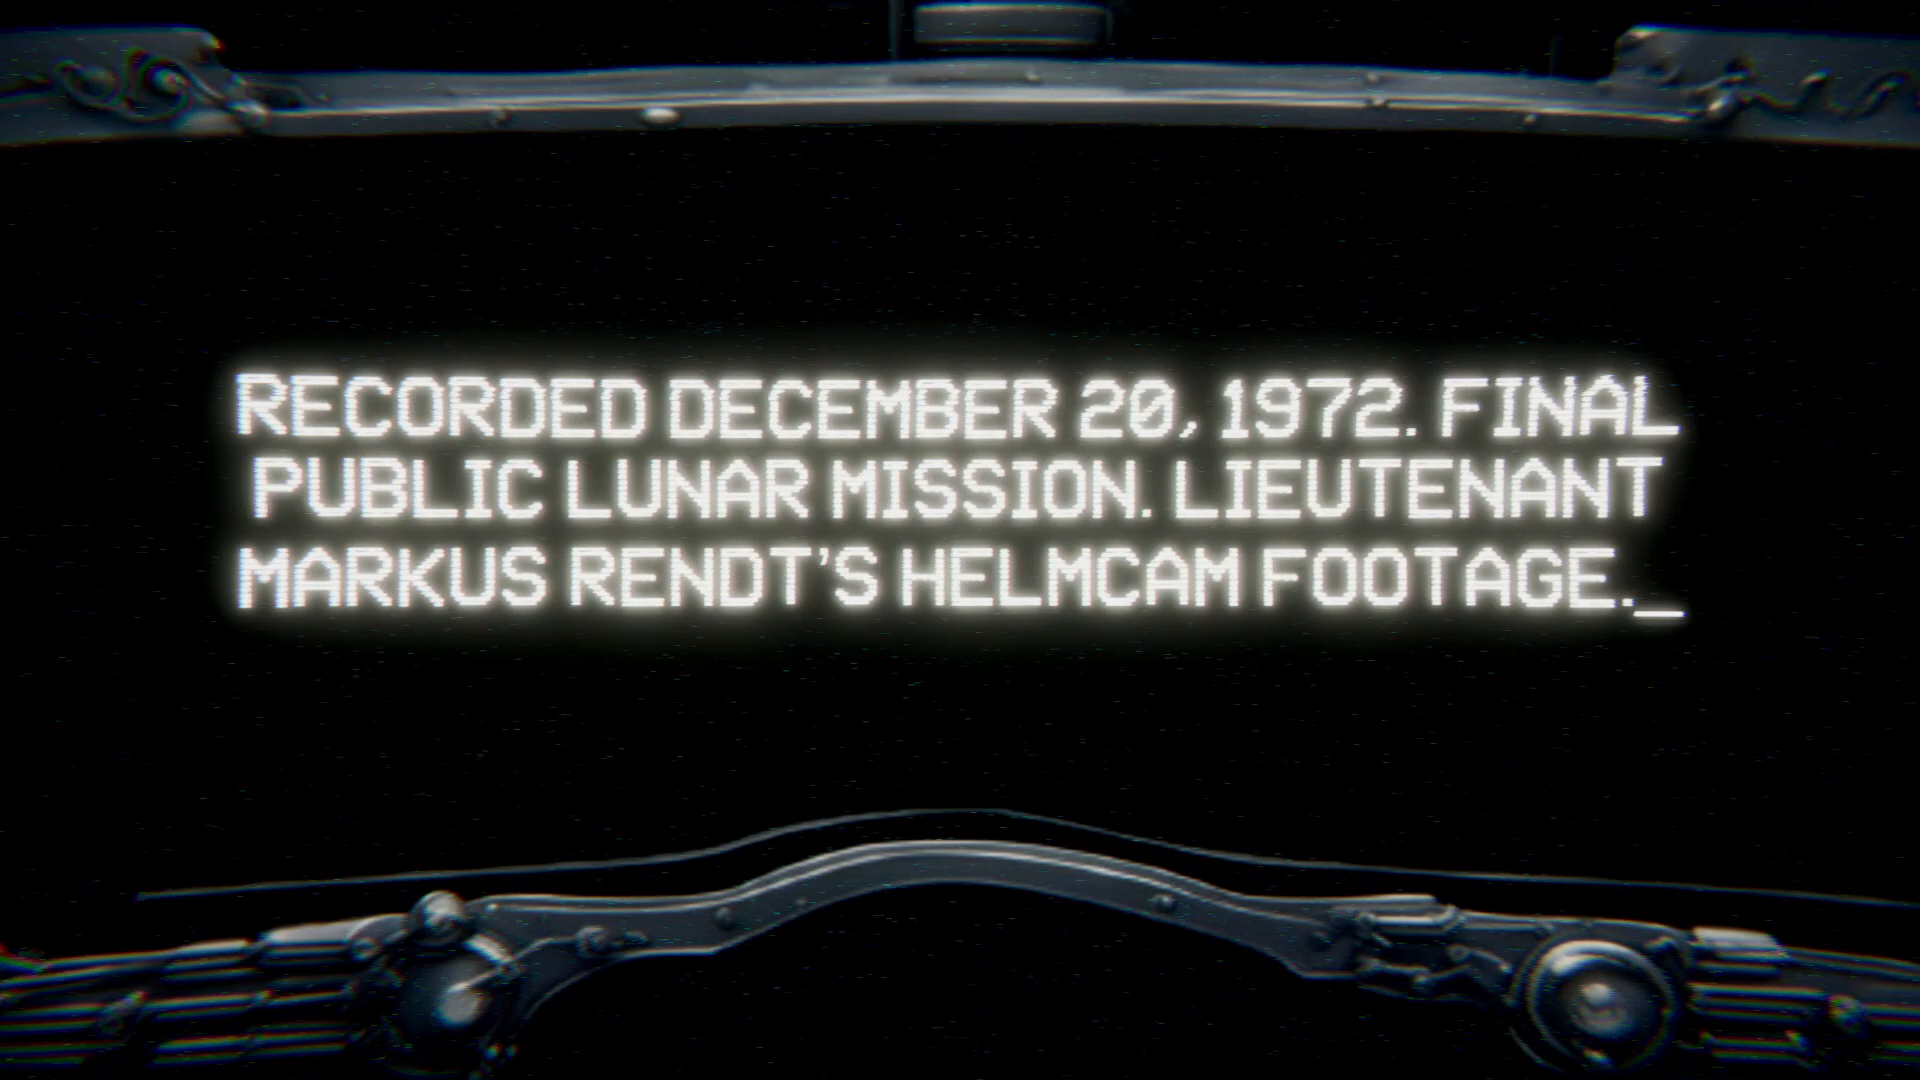 RECORDED DECEMBER 20, 1972. FINAL
PUBLIC LUNAR MISSION. LIEUTENANT
MARKUS RENDT'S HELMCAM FOOTAGE._